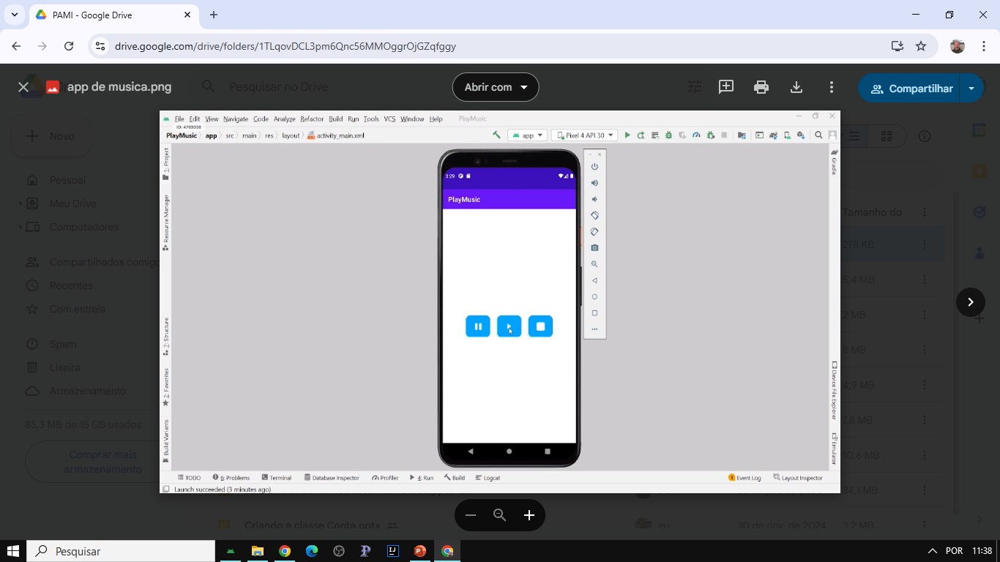 PAMI - Google Drive
drive.google.com/drive/folders/1TLqovDCL3pm6Qnc56MMOggrOjGZqfggy
app de musica.png
Pesquisar no Drive
Abrir com
Compartilhar
Novo
Pessoal
Meu Drive
Computadores
Compartilhados comigo
Recentes
Com estrela
Spam
Lixeira
Armazenamento
85,3 MB de 15 GB usados
Comprar mais
armazenamento
File Edit View Navigate Code Analyze Refactor Build Run Tools VCS Window Help PlayMusic
ID: 4769358
PlayMusic app src main res layout activity_main.xml
app Pixel 4 API 30
1: Project
Resource Manager
7: Structure
2: Favorites
Build Variants
3:29
PlayMusic
Gradle
Device File Explorer
Emulator
TODO 6: Problems Terminal Database Inspector Profiler 4: Run Build Logcat Event Log Layout Inspector
Launch succeeded (3 minutes ago)
Tamanho do
278 KB
5,4 MB
2 MB
8 MB
4,9 MB
7,8 MB
10,6 MB
34,1 MB
Criando a classe Conta.pptx eu 30 de nov. de 2024 3,2 MB
Pesquisar
POR 11:38